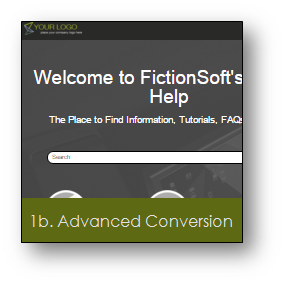 YOUR LOGO
place your company logo here
Welcome to FictionSoft's
Help
The Place to Find Information, Tutorials, FAQs
Search
1b. Advanced Conversion